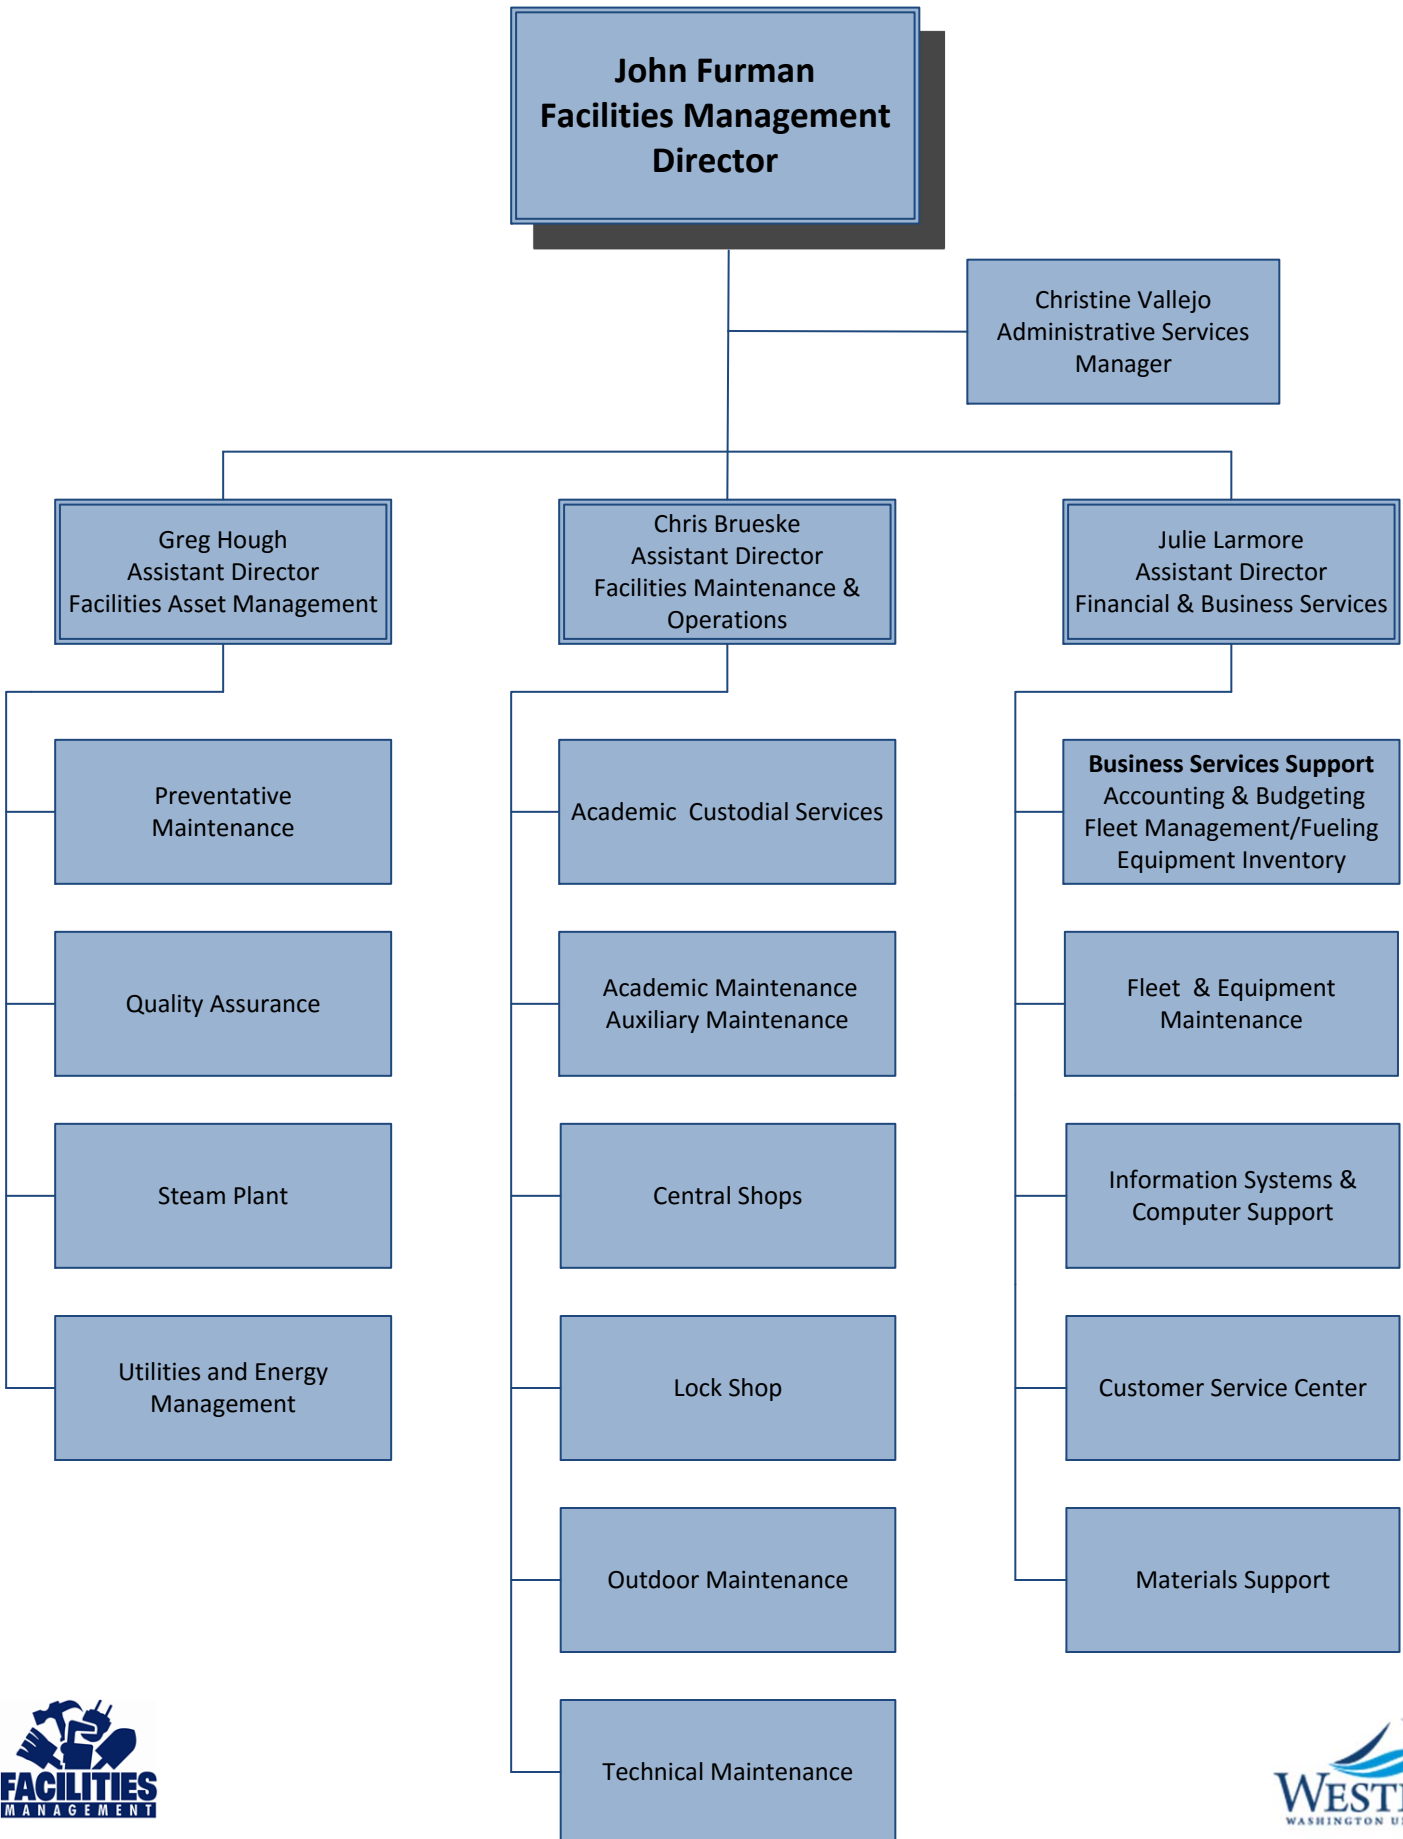 John Furman
Facilities Management
Director
Christine Vallejo
Administrative Services
Manager
Greg Hough
Assistant Director
Facilities Asset Management
Chris Brueske
Assistant Director
Facilities Maintenance &
Operations
Julie Larmore
Assistant Director
Financial & Business Services
Preventative
Maintenance
Quality Assurance
Steam Plant
Utilities and Energy
Management
Academic Custodial Services
Academic Maintenance
Auxiliary Maintenance
Central Shops
Lock Shop
Outdoor Maintenance
Technical Maintenance
Business Services Support
Accounting & Budgeting
Fleet Management/Fueling
Equipment Inventory
Fleet & Equipment
Maintenance
Information Systems &
Computer Support
Customer Service Center
Materials Support
FACILITIES
MANAGEMENT
WASHINGTON